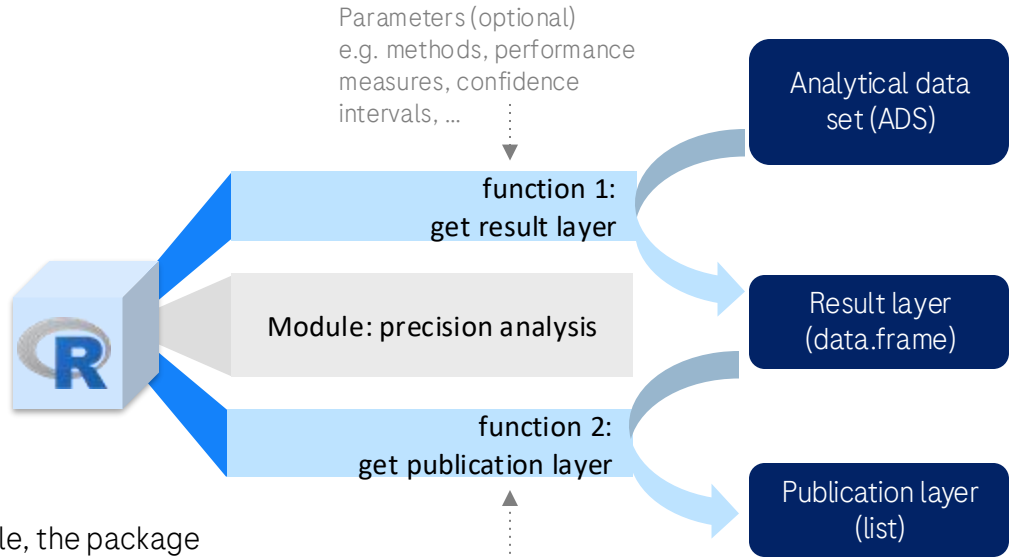 Parameters (optional)
e.g. methods, performance
measures, confidence
intervals, ...
Analytical data
set (ADS)
function 1:
get result layer
R
Module: precision analysis
Result layer
(data.frame)
function 2:
get publication layer
Publication layer
(list)
le, the package